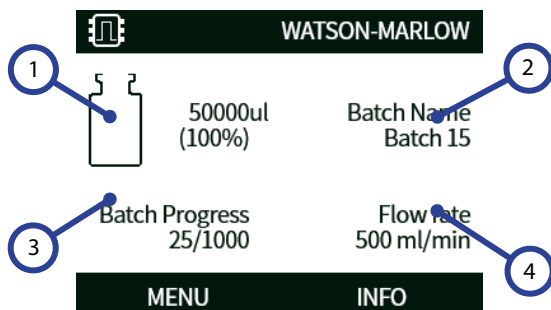 WATSON-MARLOW
1
2
50000ul
(100%)
Batch Name
Batch 15
3
Batch Progress
25/1000
Flow rate
500 ml/min
4
MENU
INFO